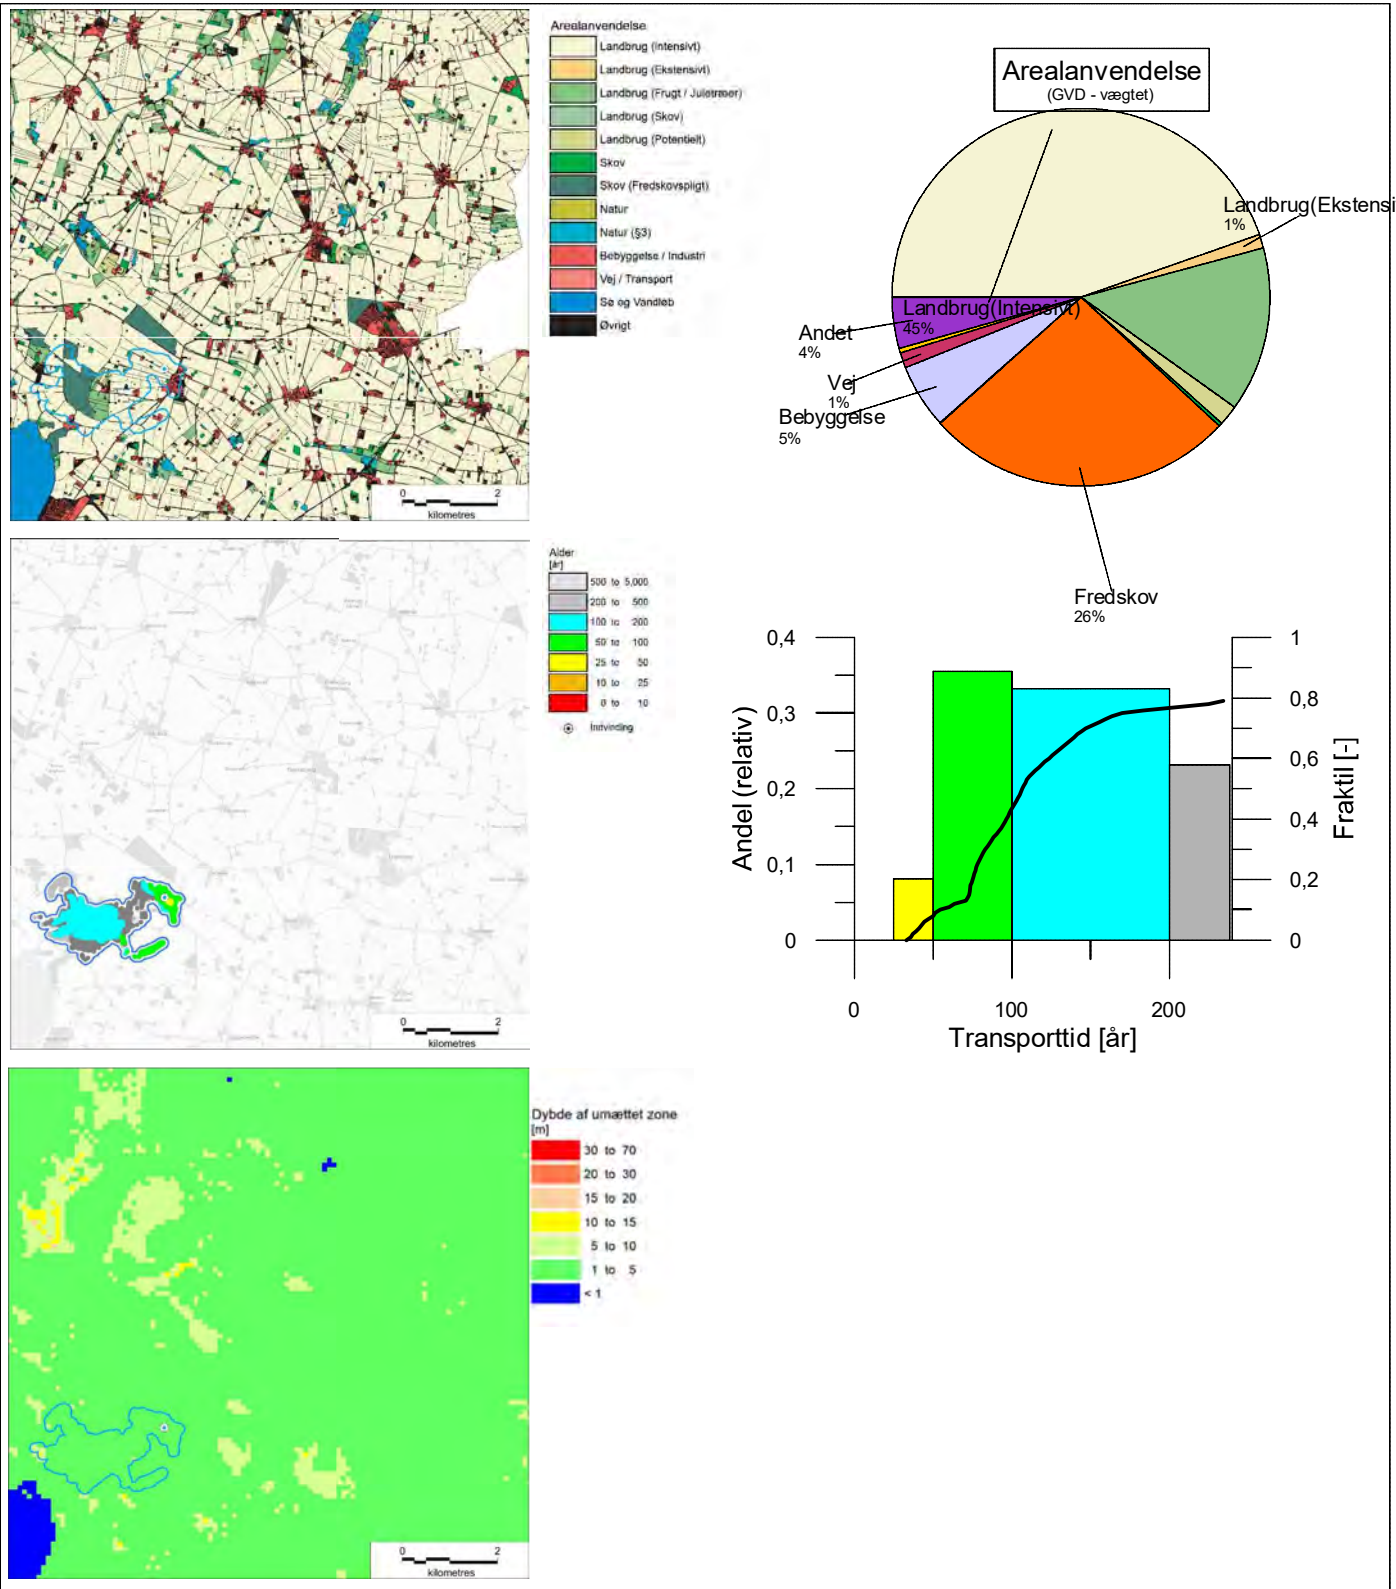 Arealanvendelse
Landbrug (Intensivt)
Landbrug (Ekstensivt)
Landbrug (Frugt / Juletræer)
Landbrug (Skov)
Landbrug (Potentielt)
Skov
Skov (Fredskovspligt)
Natur
Natur (§3)
Bebyggelse / Industri
Vej / Transport
Sø og Vandløb
Øvrigt
0 2
kilometres
Arealanvendelse
(GVD - vægtet)
Landbrug(Ekstensi
1%
Landbrug(Intensivt)
45%
Andet
4%
Vej
1%
Bebyggelse
5%
Fredskov
26%
Alder
[år]
500 to 5,000
200 to 500
100 to 200
50 to 100
25 to 50
10 to 25
0 to 10
Indvinding
0 2
kilometres
0,4
0,3
0,2
0,1
0
Andel (relativ)
1
0,8
0,6
0,4
0,2
0
Fraktil [-]
0 100 200
Transporttid [år]
Dybde af umættet zone
[m]
30 to 70
20 to 30
15 to 20
10 to 15
5 to 10
1 to 5
< 1
0 2
kilometres